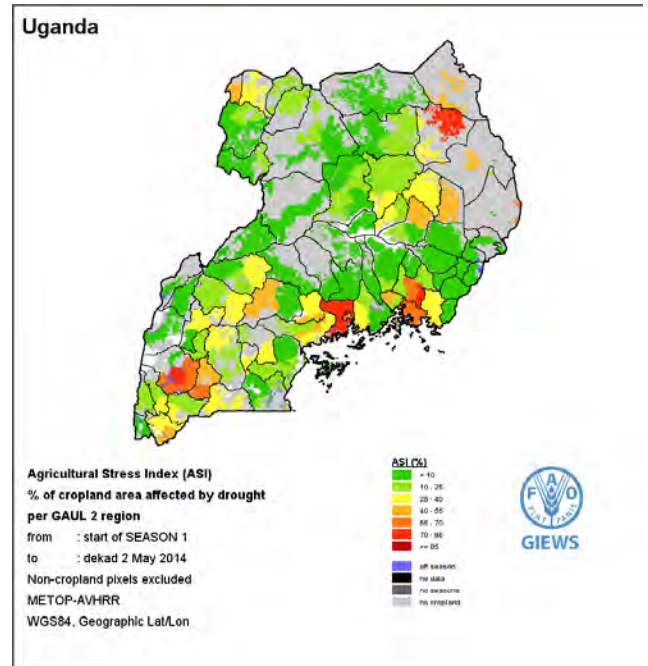 Uganda
Agricultural Stress Index (ASI)
% of cropland area affected by drought
per GAUL 2 region
from : start of SEASON 1
to : dekad 2 May 2014
Non-cropland pixels excluded
METOP-AVHRR
WGS84, Geographic Lat/Lon
ASI (%)
< 10
10 - 25
25 - 40
40 - 55
55 - 70
70 - 85
>= 85
off season
no data
no seasons
no cropland
F A O
FIAT PANIS
GIEWS